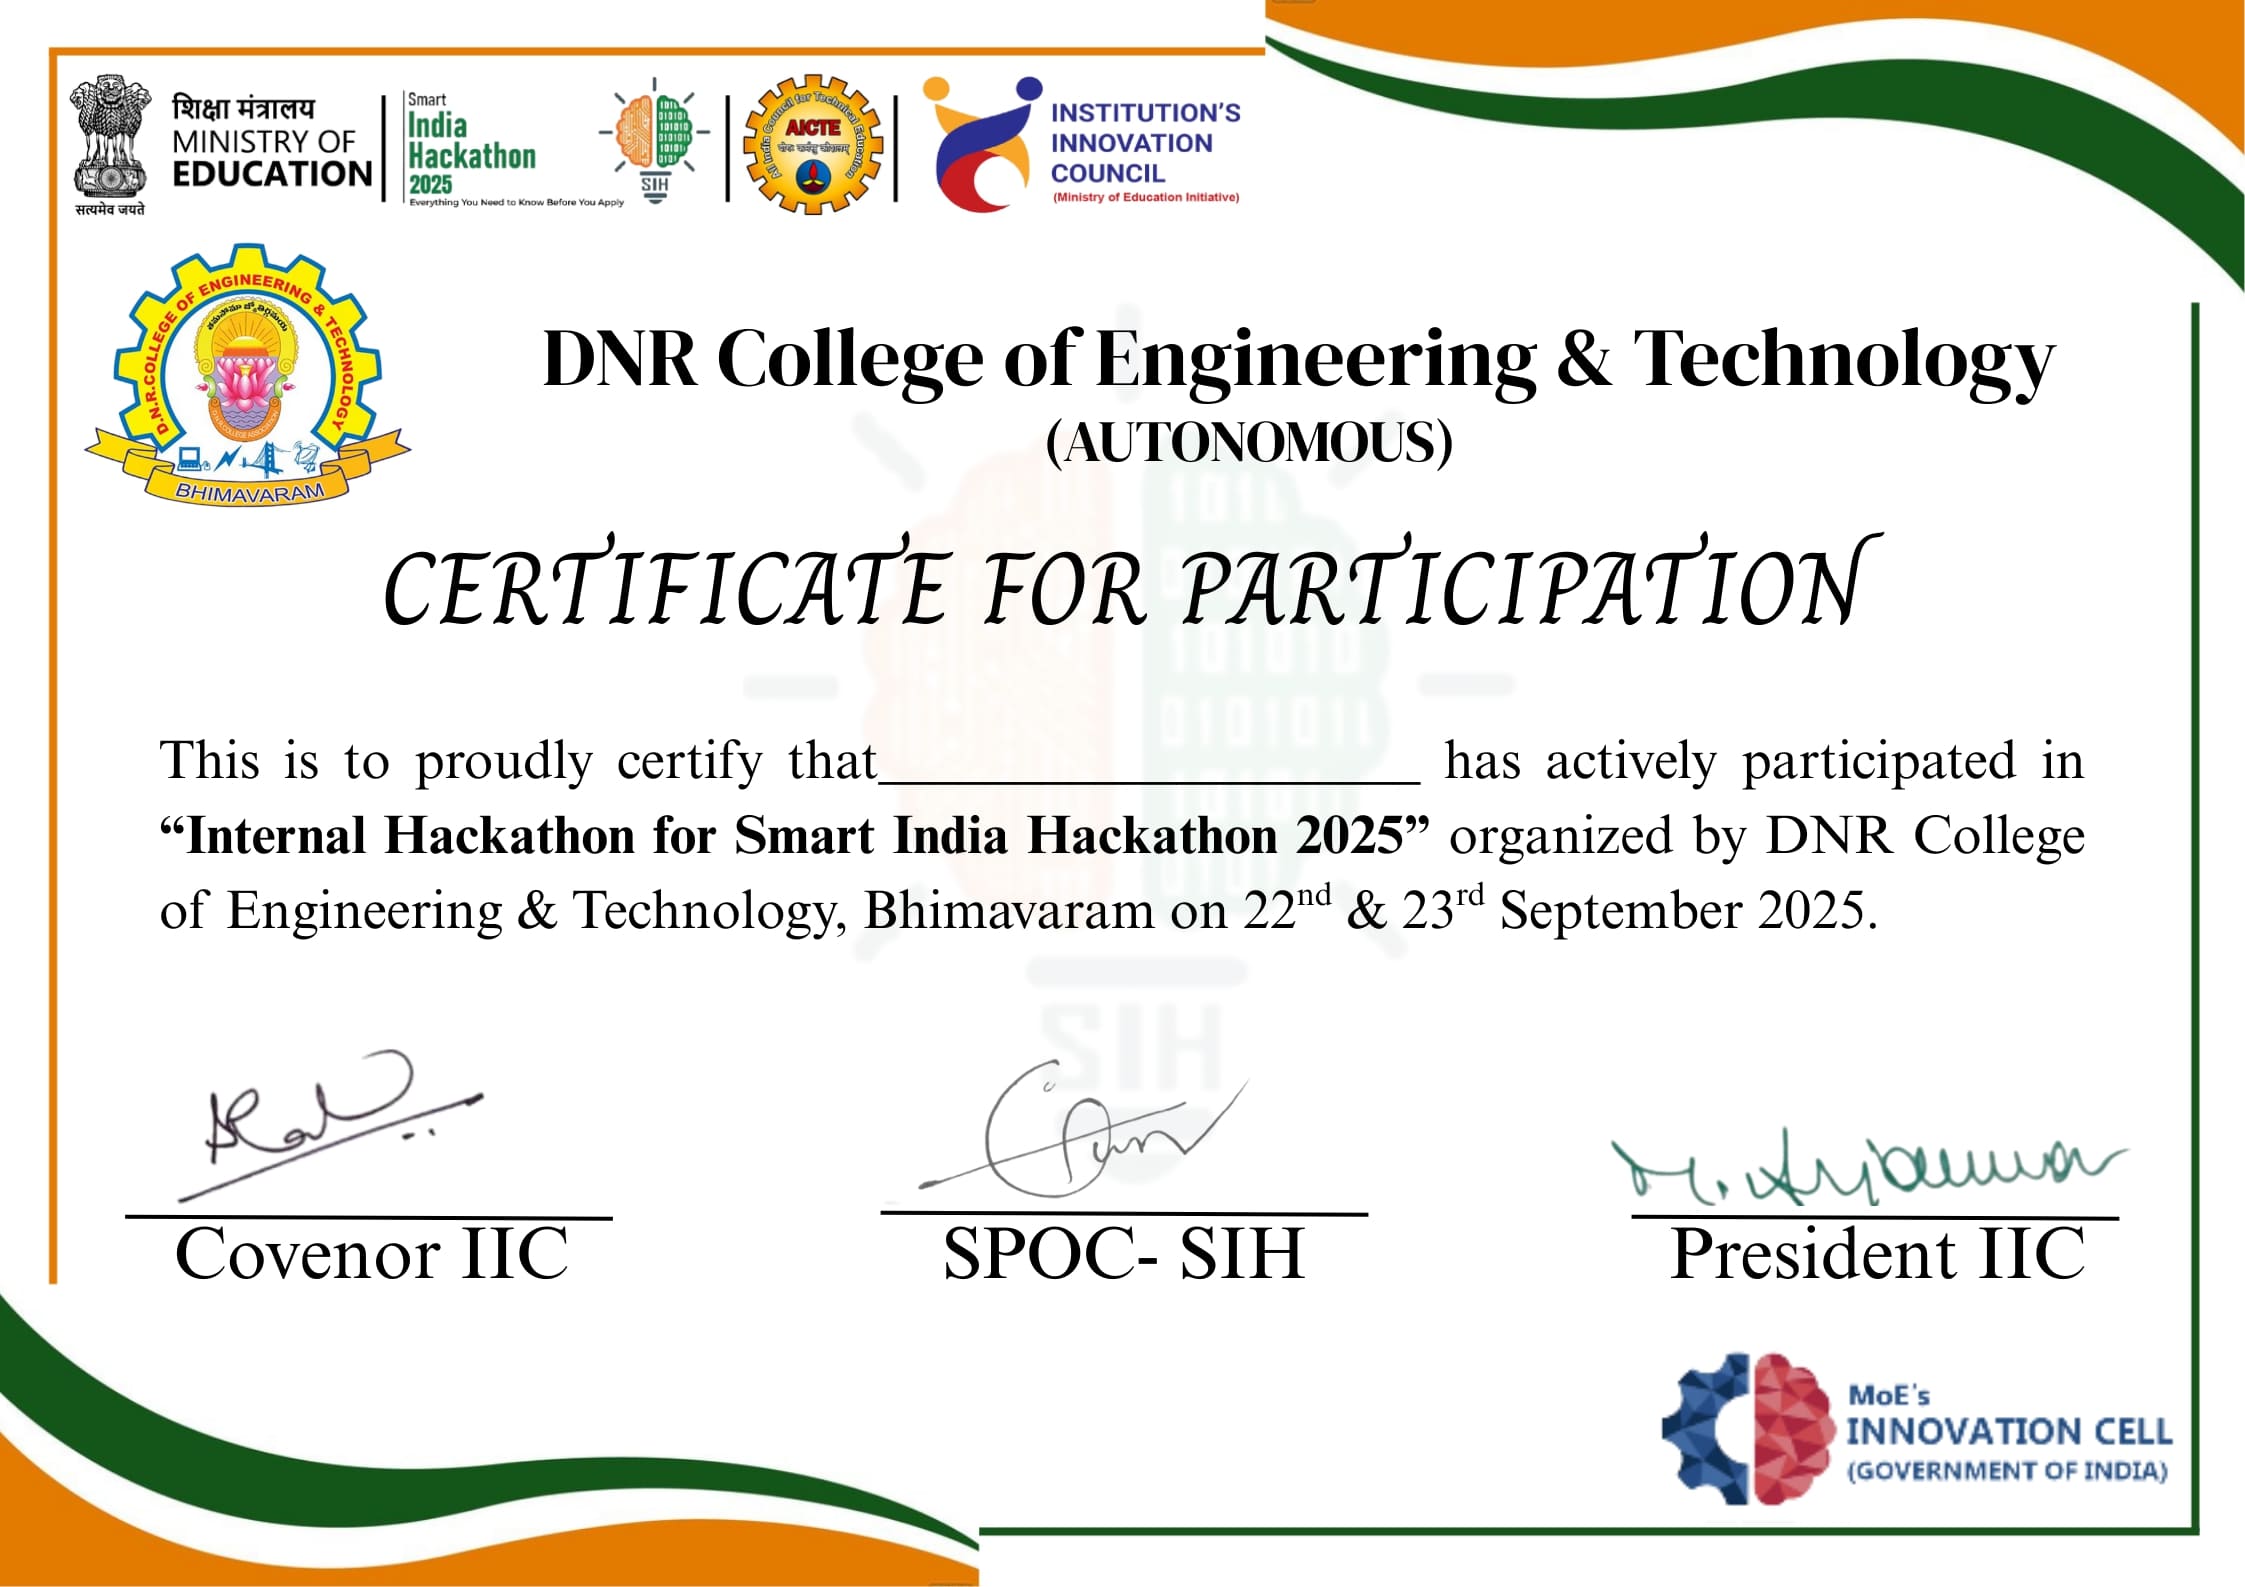 शिक्षा मंत्रालय
MINISTRY OF
EDUCATION
सत्यमेव जयते
Smart
India
Hackathon
2025
Everything You Need to Know Before You Apply
SIH
All India Council for Technical Education
AICTE
INSTITUTION'S
INNOVATION
COUNCIL
(Ministry of Education Initiative)
D.N.R.COLLEGE OF ENGINEERING & TECHNOLOGY
BHIMAVARAM
DNR College of Engineering & Technology
(AUTONOMOUS)
CERTIFICATE FOR PARTICIPATION
This is to proudly certify that____________________ has actively participated in
“Internal Hackathon for Smart India Hackathon 2025” organized by DNR College
of Engineering & Technology, Bhimavaram on 22nd & 23rd September 2025.
SIH
Covenor IIC
SPOC- SIH
President IIC
MoE's
INNOVATION CELL
(GOVERNMENT OF INDIA)